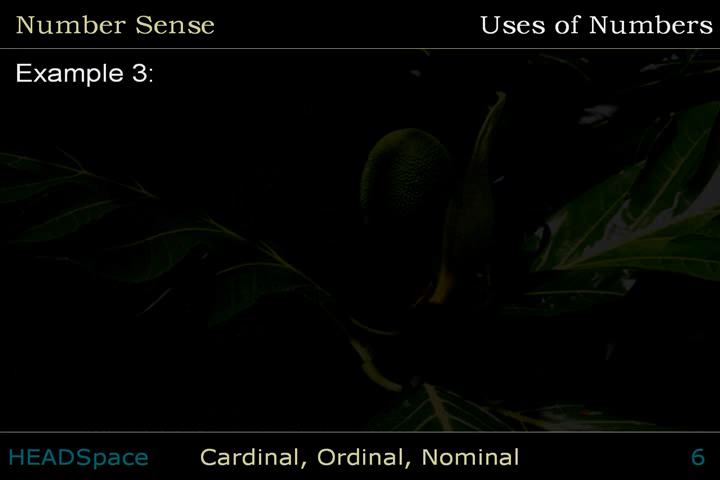 Number Sense
Uses of Numbers
Example 3:
HEADSpace
Cardinal, Ordinal, Nominal
6